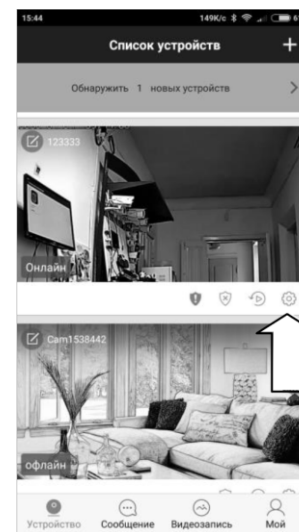 15:44 149K/c
Список устройств +
Обнаружить 1 новых устройств >
123333
Онлайн
Cam1538442
офлайн
Устройство Сообщение Видеозапись Мой